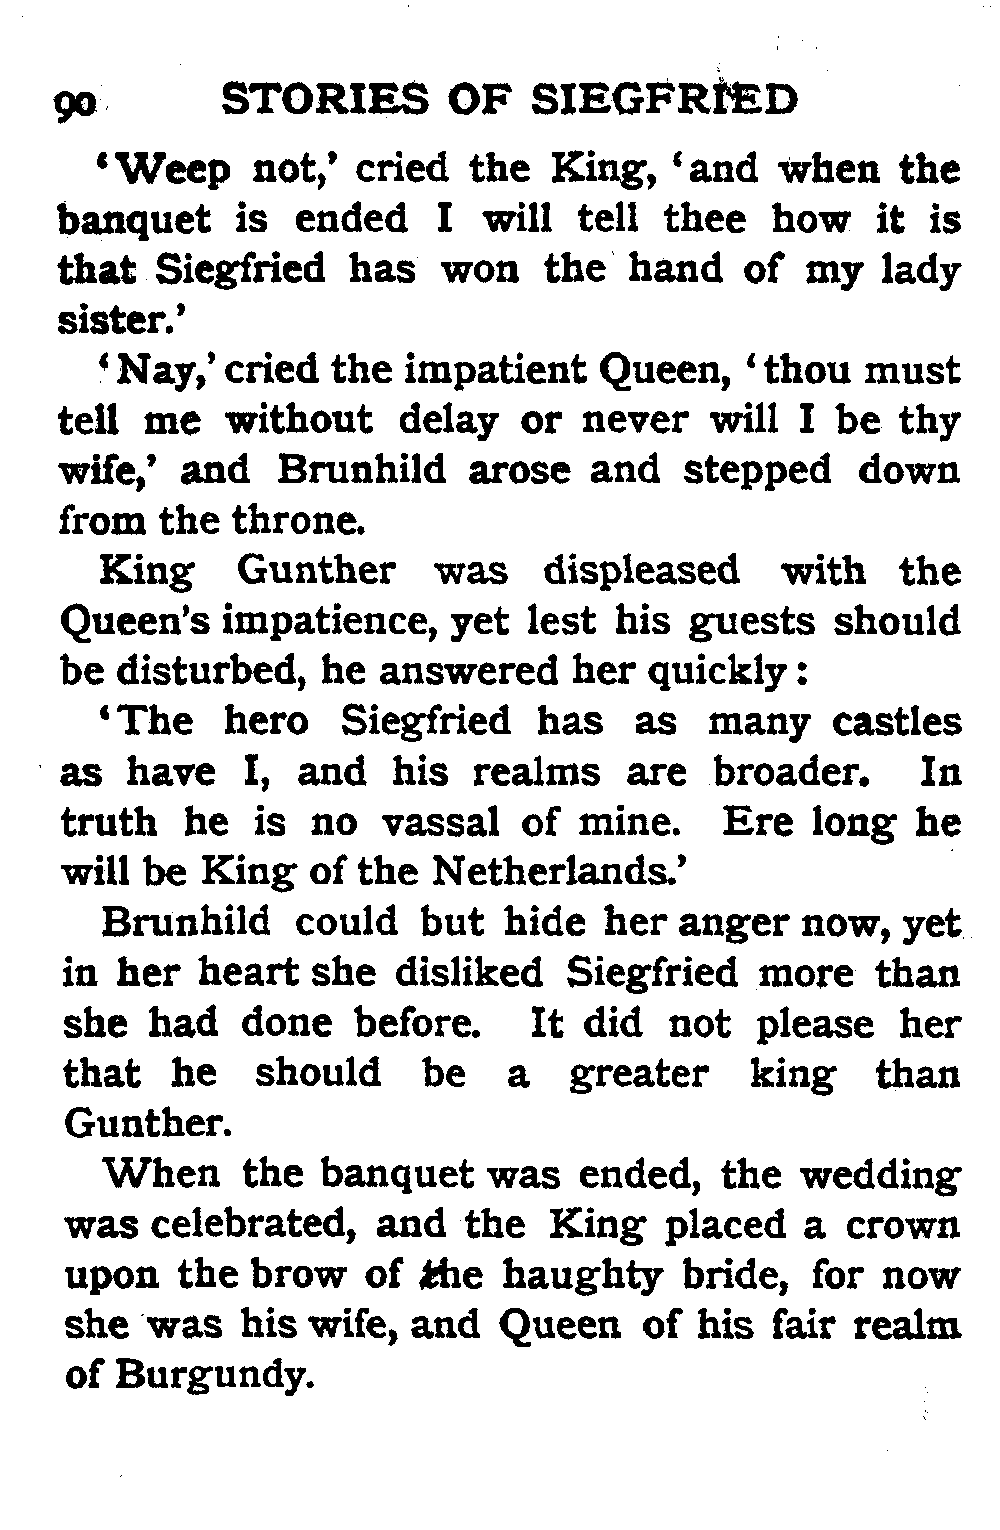 90 STORIES OF SIEGFRIED
‘Weep not,’ cried the King, ‘and when the
banquet is ended I will tell thee how it is
that Siegfried has won the hand of my lady
sister.’
‘Nay,’ cried the impatient Queen, ‘thou must
tell me without delay or never will I be thy
wife,’ and Brunhild arose and stepped down
from the throne.
King Gunther was displeased with the
Queen’s impatience, yet lest his guests should
be disturbed, he answered her quickly :
‘The hero Siegfried has as many castles
as have I, and his realms are broader. In
truth he is no vassal of mine. Ere long he
will be King of the Netherlands.’
Brunhild could but hide her anger now, yet
in her heart she disliked Siegfried more than
she had done before. It did not please her
that he should be a greater king than
Gunther.
When the banquet was ended, the wedding
was celebrated, and the King placed a crown
upon the brow of the haughty bride, for now
she was his wife, and Queen of his fair realm
of Burgundy.